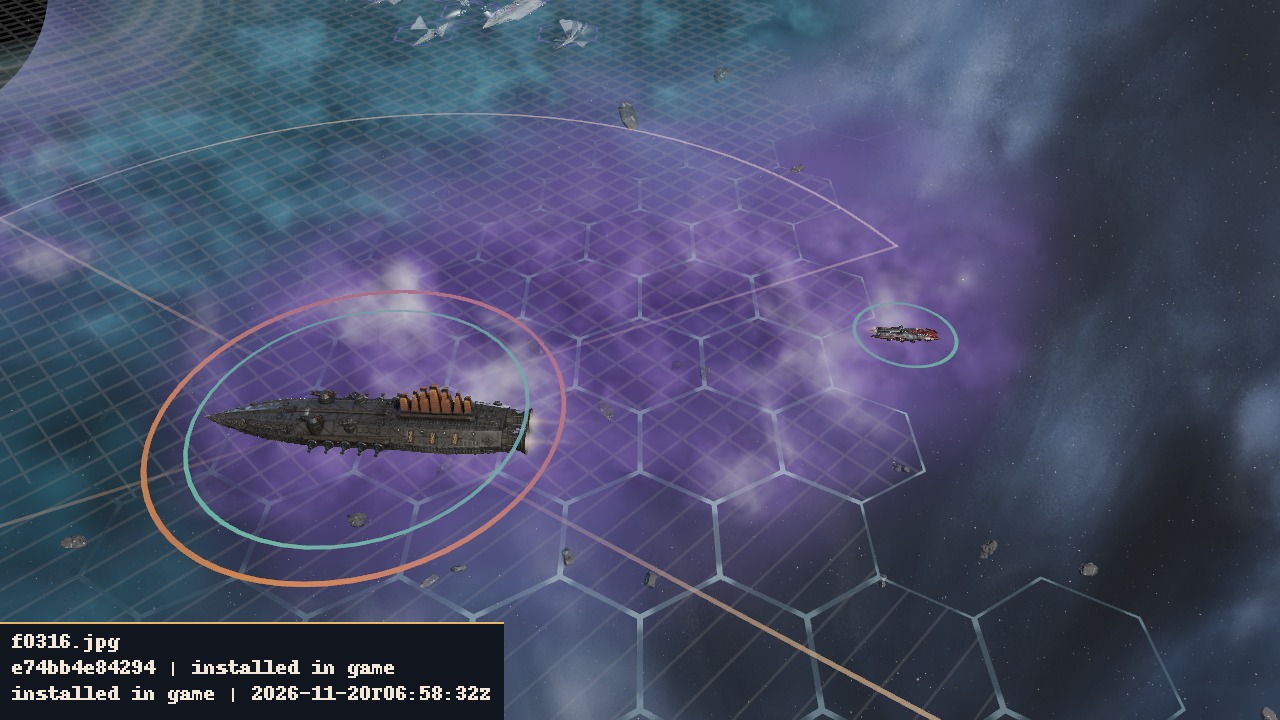 f0316.jpg
e74bb4e84294 | installed in game
installed in game | 2026-11-20T06:58:32Z